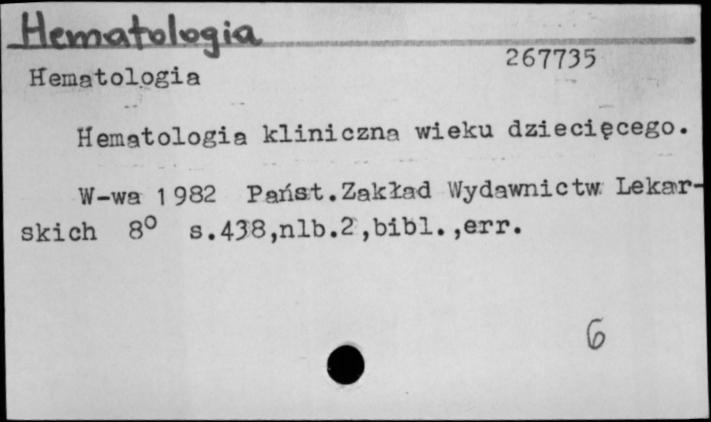 Hematologia
267735
Hematologia
Hematologia kliniczna wieku dziecięcego.
W-wa 1982 Państ.Zakład Wydawnictw Lekar-
skich 8º s.438,nlb.2,bibl.,err.
6